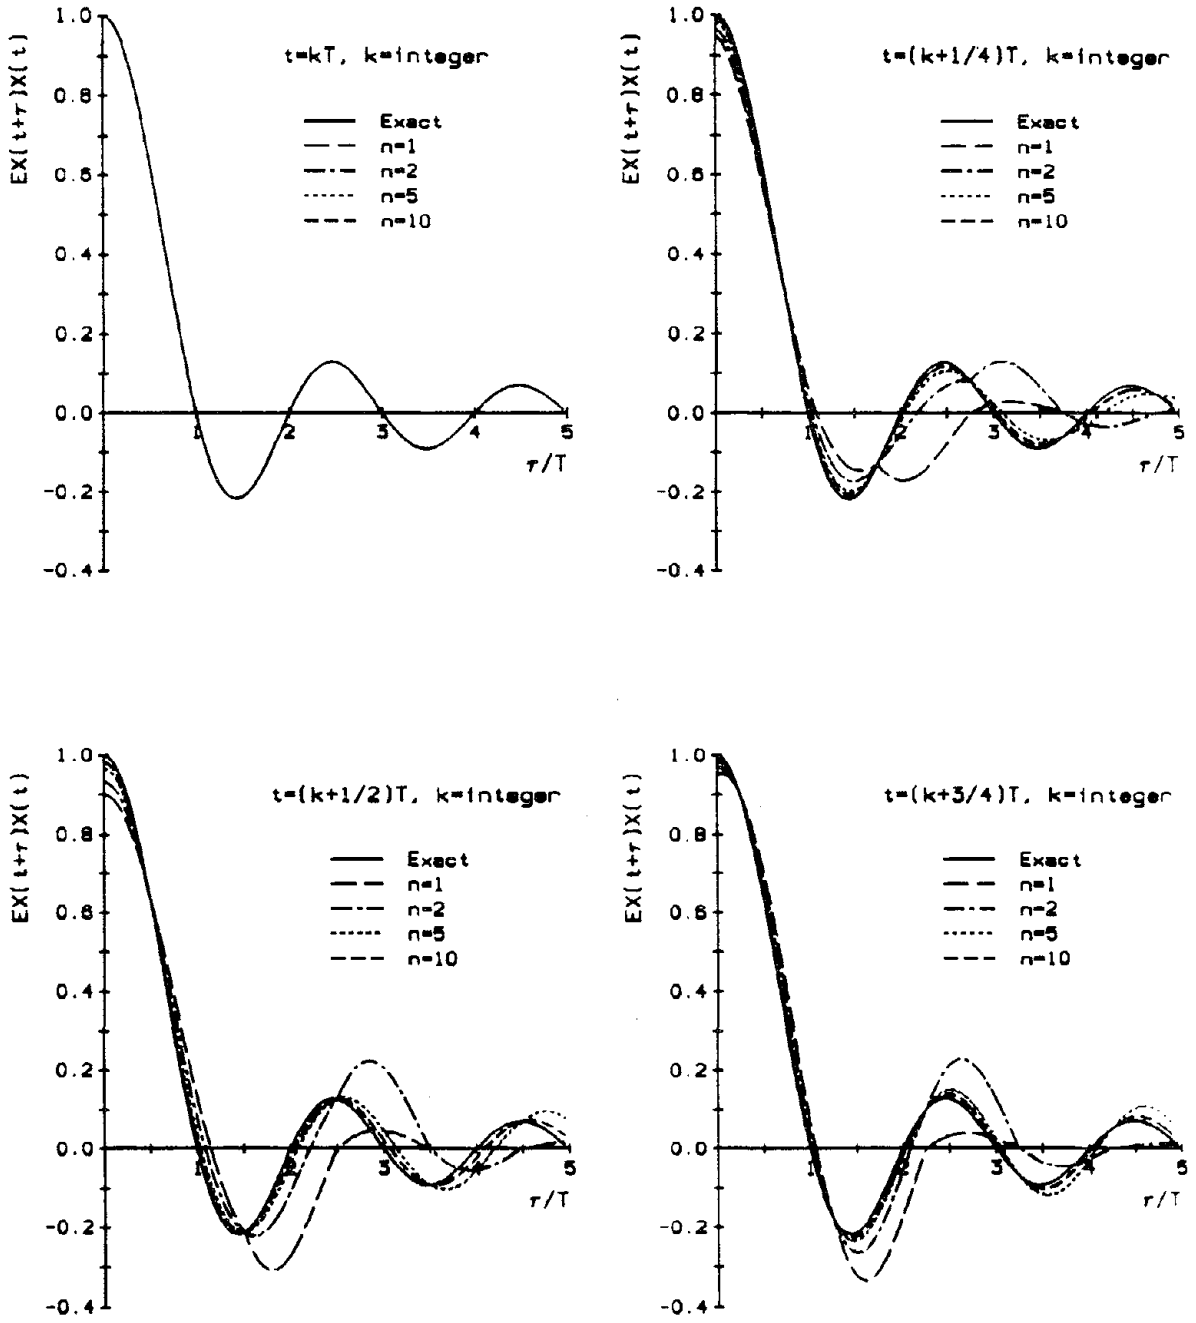 EX(t+τ)X(t)
1.0
0.8
0.6
0.4
0.2
0.0
-0.2
-0.4
t=kT, k=integer
Exact
n=1
n=2
n=5
n=10
1 2 3 4 5
τ/T
EX(t+τ)X(t)
1.0
0.8
0.6
0.4
0.2
0.0
-0.2
-0.4
t=(k+1/4)T, k=integer
Exact
n=1
n=2
n=5
n=10
1 2 3 4 5
τ/T
EX(t+τ)X(t)
1.0
0.8
0.6
0.4
0.2
0.0
-0.2
-0.4
t=(k+1/2)T, k=integer
Exact
n=1
n=2
n=5
n=10
1 2 3 4 5
τ/T
EX(t+τ)X(t)
1.0
0.8
0.6
0.4
0.2
0.0
-0.2
-0.4
t=(k+3/4)T, k=integer
Exact
n=1
n=2
n=5
n=10
1 2 3 4 5
τ/T